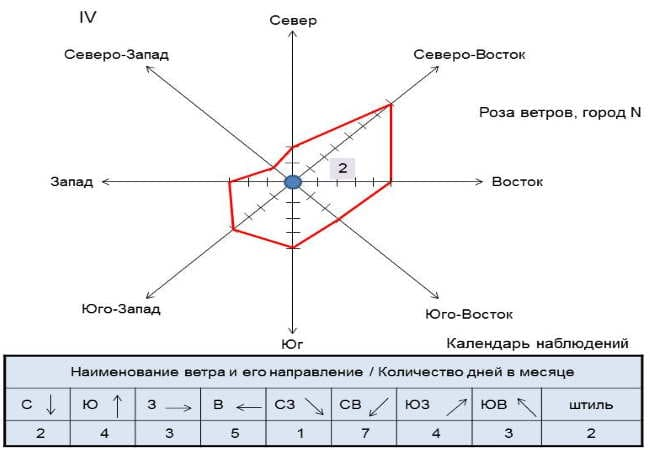 IV
Север
Северо-Запад
Северо-Восток
Роза ветров, город N
2
Запад
Восток
Юго-Запад
Юго-Восток
Юг
Календарь наблюдений
Наименование ветра и его направление / Количество дней в месяце
С Ю З В СЗ СВ ЮЗ ЮВ штиль
2 4 3 5 1 7 4 3 2